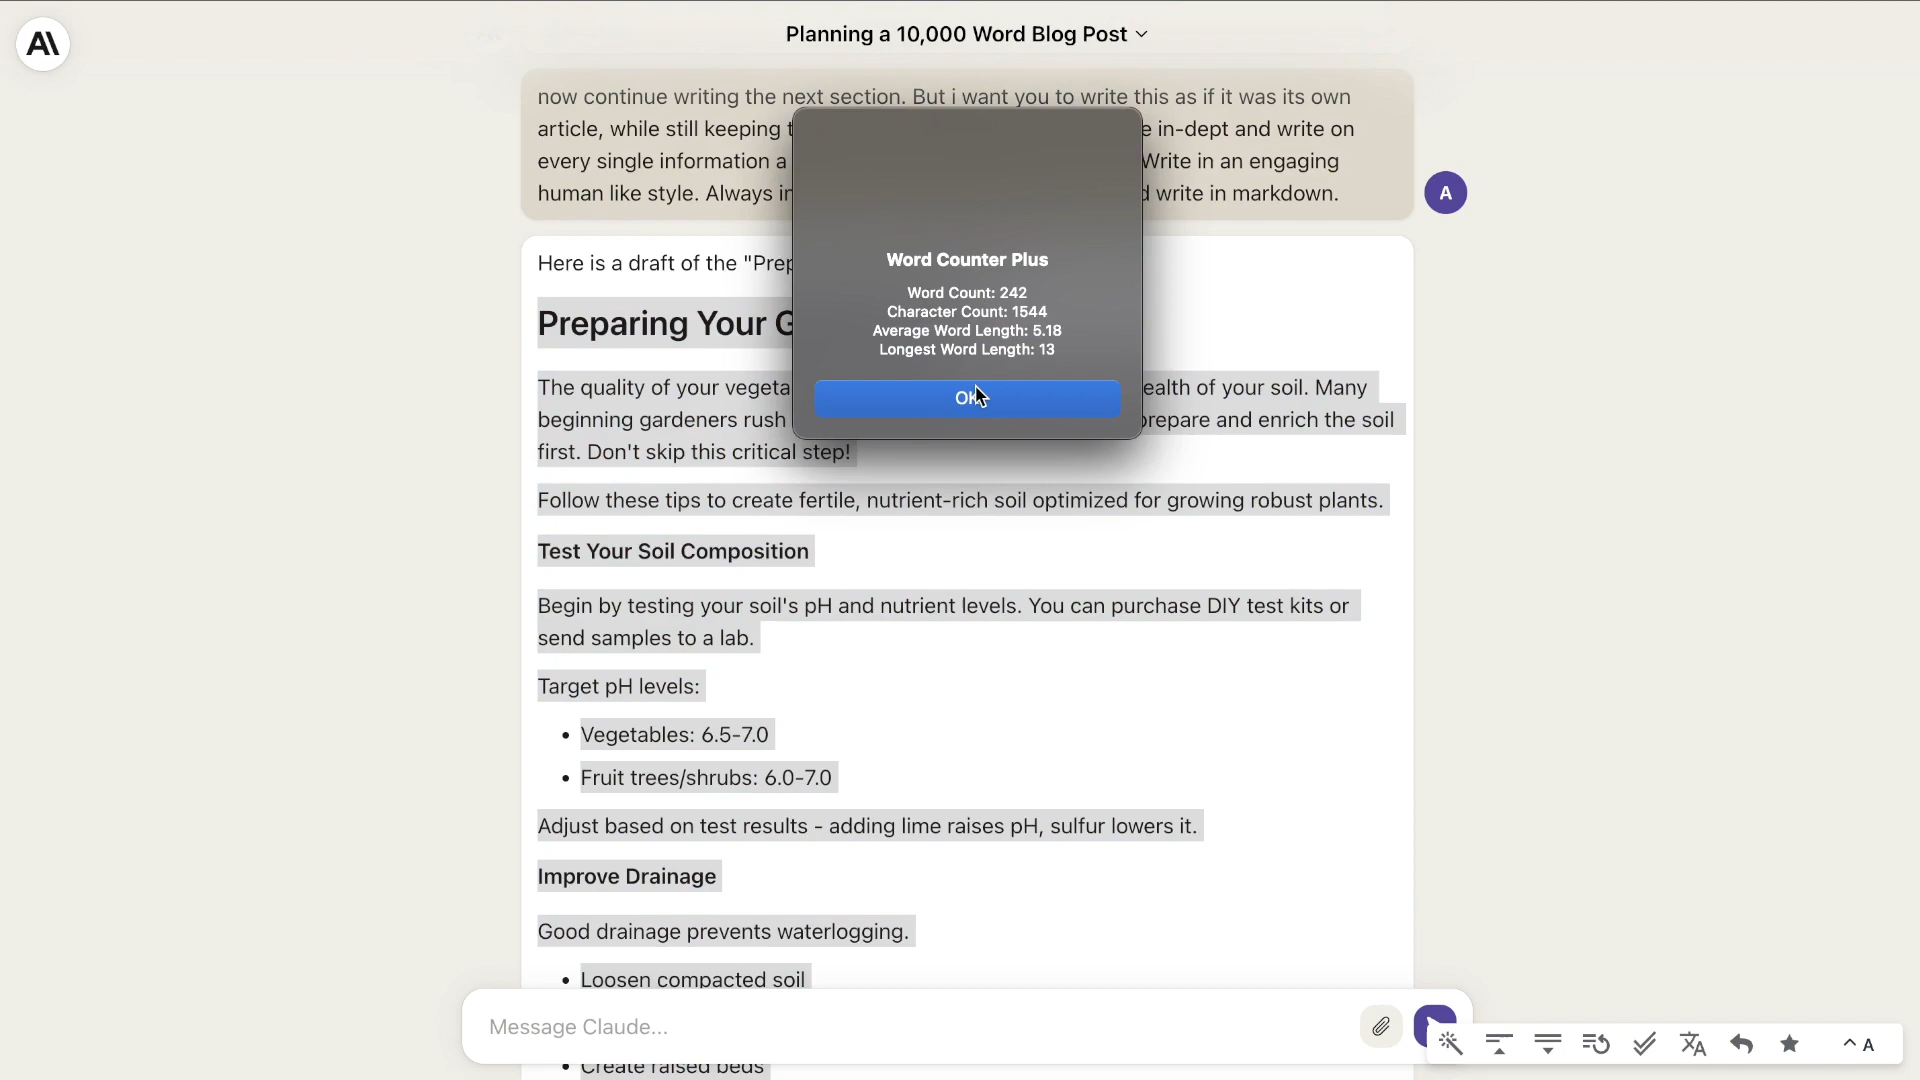 Planning a 10,000 Word Blog Post
now continue writing the next section. But i want you to write this as if it was its own
article, while still keeping in-dept and write on
every single information a Write in an engaging
human like style. Always write in markdown.
A
Here is a draft of the "Prep
Preparing Your
Word Counter Plus
Word Count: 242
Character Count: 1544
Average Word Length: 5.18
Longest Word Length: 13
OK
The quality of your of your soil. Many
beginning gardeners rush prepare and enrich the soil
first. Don't skip this critical step!
Follow these tips to create fertile, nutrient-rich soil optimized for growing robust plants.
Test Your Soil Composition
Begin by testing your soil's pH and nutrient levels. You can purchase DIY test kits or
send samples to a lab.
Target pH levels:
• Vegetables: 6.5-7.0
• Fruit trees/shrubs: 6.0-7.0
Adjust based on test results - adding lime raises pH, sulfur lowers it.
Improve Drainage
Good drainage prevents waterlogging.
• Loosen compacted soil
Message Claude...
• Create raised beds
A